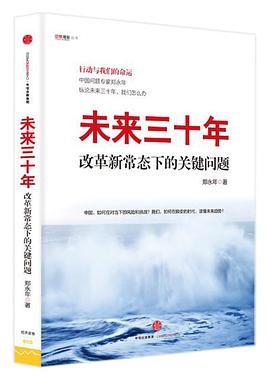 行动与我们的命运
中国问题专家郑永年
纵论未来三十年，我们怎么办
未来三十年
改革新常态下的关键问题
郑永年 ◎ 著
中国，如何应对当下的风险和挑战？我们，如何在瞬变的时代，读懂未来趋势？
中信出版集团
未来三十年
改革新常态下的关键问题
郑永年 ◎ 著